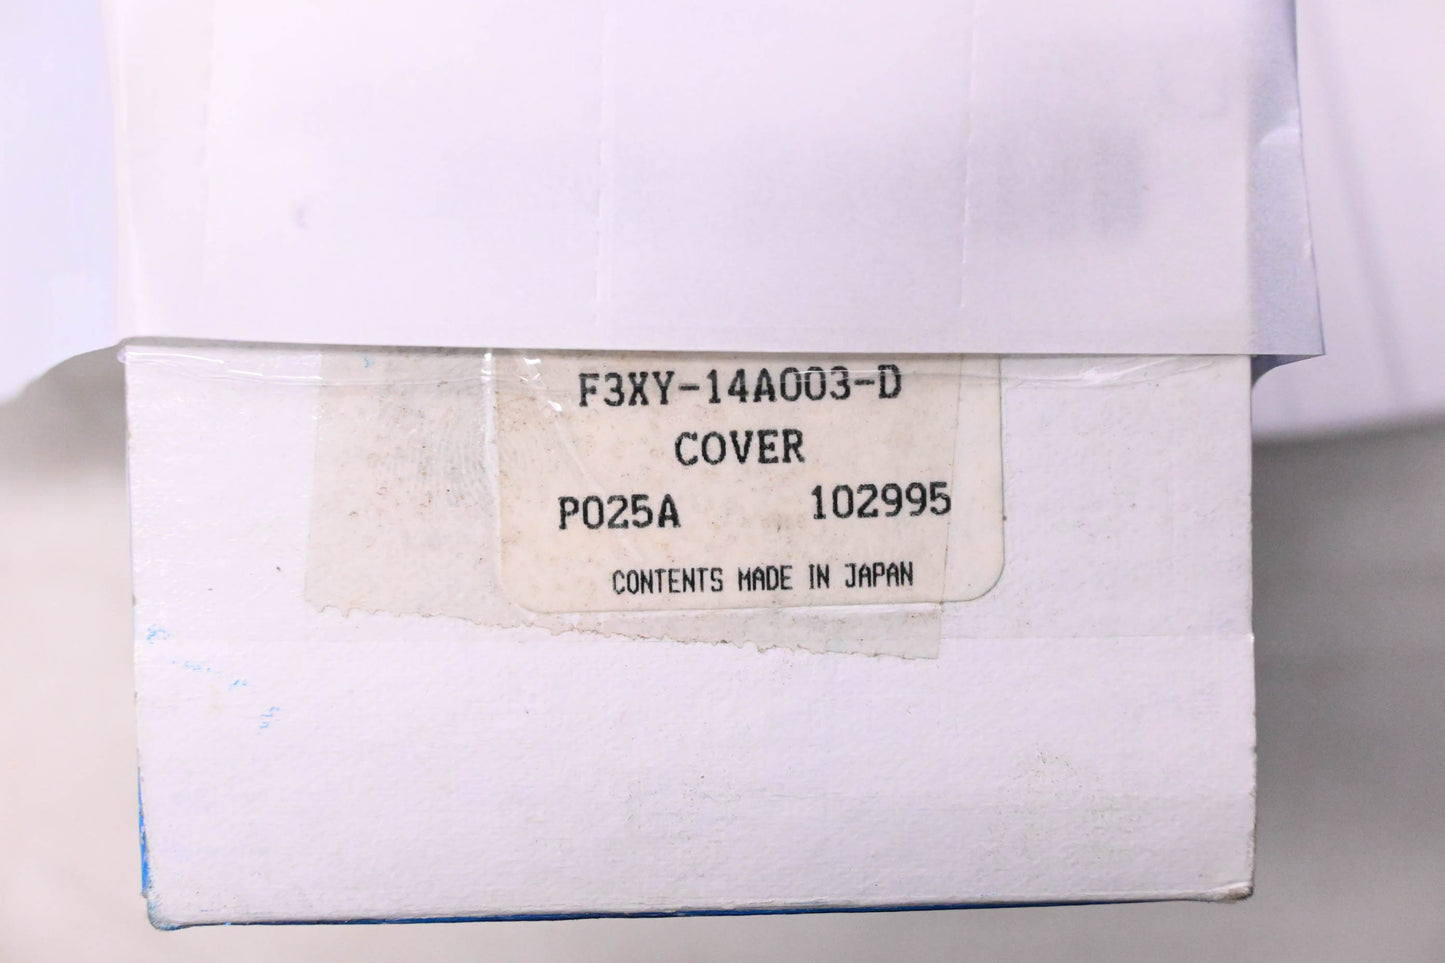 F3XY-14A003-D
COVER
P025A 102995
CONTENTS MADE IN JAPAN